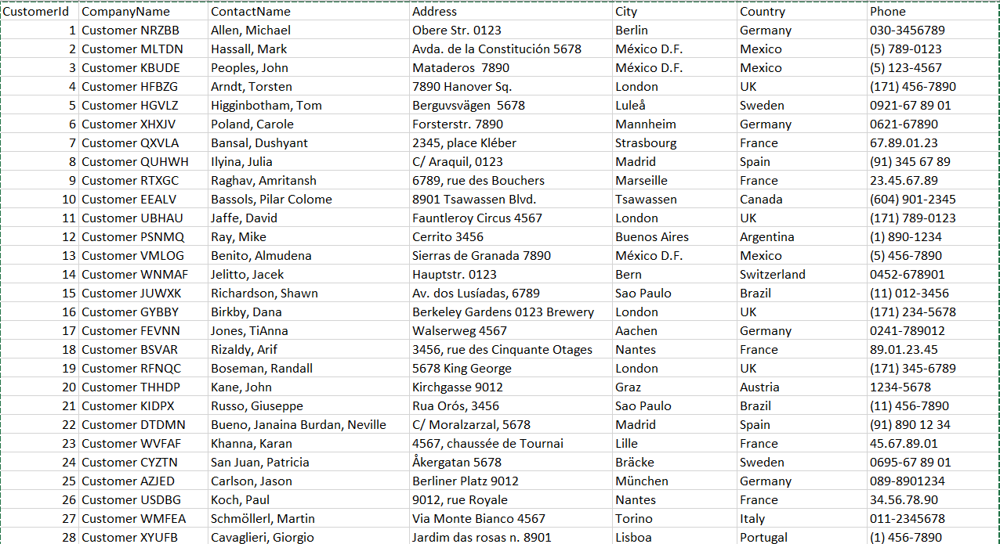 CustomerId CompanyName ContactName Address City Country Phone
1 Customer NRZBB Allen, Michael Obere Str. 0123 Berlin Germany 030-3456789
2 Customer MLTDN Hassall, Mark Avda. de la Constitución 5678 México D.F. Mexico (5) 789-0123
3 Customer KBUDE Peoples, John Mataderos  7890 México D.F. Mexico (5) 123-4567
4 Customer HFBZG Arndt, Torsten 7890 Hanover Sq. London UK (171) 456-7890
5 Customer HGVLZ Higginbotham, Tom Berguvsvägen  5678 Luleå Sweden 0921-67 89 01
6 Customer XHXJV Poland, Carole Forsterstr. 7890 Mannheim Germany 0621-67890
7 Customer QXVLA Bansal, Dushyant 2345, place Kléber Strasbourg France 67.89.01.23
8 Customer QUHWH Ilyina, Julia C/ Araquil, 0123 Madrid Spain (91) 345 67 89
9 Customer RTXGC Raghav, Amritansh 6789, rue des Bouchers Marseille France 23.45.67.89
10 Customer EEALV Bassols, Pilar Colome 8901 Tsawassen Blvd. Tsawassen Canada (604) 901-2345
11 Customer UBHAU Jaffe, David Fauntleroy Circus 4567 London UK (171) 789-0123
12 Customer PSNMQ Ray, Mike Cerrito 3456 Buenos Aires Argentina (1) 890-1234
13 Customer VMLOG Benito, Almudena Sierras de Granada 7890 México D.F. Mexico (5) 456-7890
14 Customer WNMAF Jelitto, Jacek Hauptstr. 0123 Bern Switzerland 0452-678901
15 Customer JUWXK Richardson, Shawn Av. dos Lusíadas, 6789 Sao Paulo Brazil (11) 012-3456
16 Customer GYBBY Birkby, Dana Berkeley Gardens 0123 Brewery London UK (171) 234-5678
17 Customer FEVNN Jones, TiAnna Walserweg 4567 Aachen Germany 0241-789012
18 Customer BSVAR Rizaldy, Arif 3456, rue des Cinquante Otages Nantes France 89.01.23.45
19 Customer RFNQC Boseman, Randall 5678 King George London UK (171) 345-6789
20 Customer THHDP Kane, John Kirchgasse 9012 Graz Austria 1234-5678
21 Customer KIDPX Russo, Giuseppe Rua Orós, 3456 Sao Paulo Brazil (11) 456-7890
22 Customer DTDMN Bueno, Janaina Burdan, Neville C/ Moralzarzal, 5678 Madrid Spain (91) 890 12 34
23 Customer WVFAF Khanna, Karan 4567, chaussée de Tournai Lille France 45.67.89.01
24 Customer CYZTN San Juan, Patricia Åkergatan 5678 Bräcke Sweden 0695-67 89 01
25 Customer AZJED Carlson, Jason Berliner Platz 9012 München Germany 089-8901234
26 Customer USDBG Koch, Paul 9012, rue Royale Nantes France 34.56.78.90
27 Customer WMFEA Schmöllerl, Martin Via Monte Bianco 4567 Torino Italy 011-2345678
28 Customer XYUFB Cavaglieri, Giorgio Jardim das rosas n. 8901 Lisboa Portugal (1) 456-7890